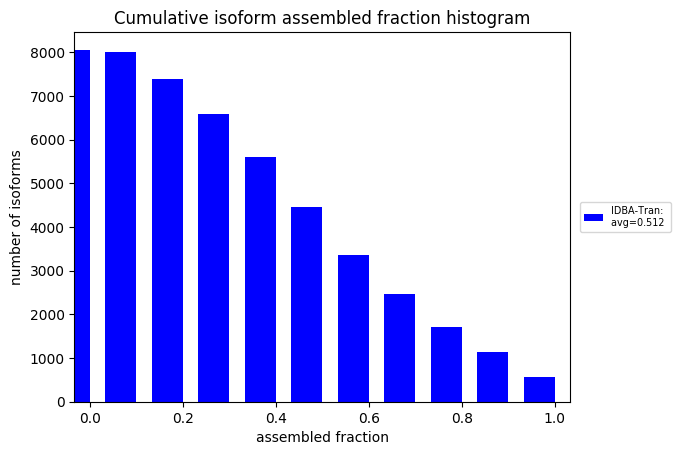 Cumulative isoform assembled fraction histogram
number of isoforms
8000
7000
6000
5000
4000
3000
2000
1000
0
0.0 0.2 0.4 0.6 0.8 1.0
assembled fraction
IDBA-Tran:
avg=0.512